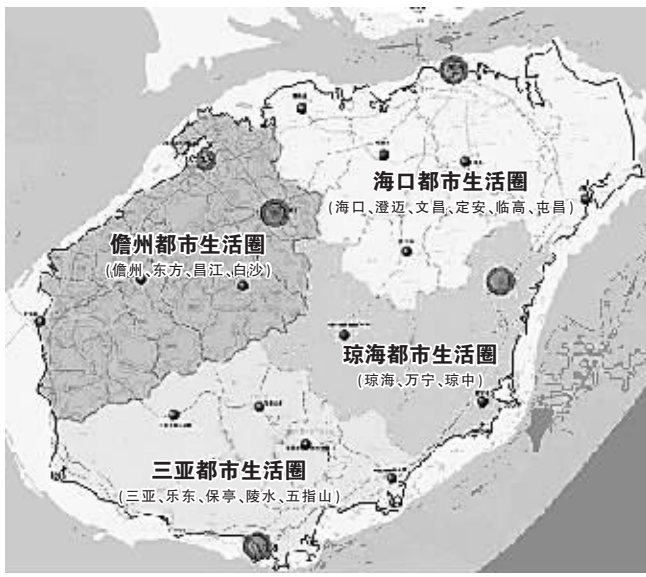 海口都市生活圈
(海口、澄迈、文昌、定安、临高、屯昌)
儋州都市生活圈
(儋州、东方、昌江、白沙)
琼海都市生活圈
(琼海、万宁、琼中)
三亚都市生活圈
(三亚、乐东、保亭、陵水、五指山)